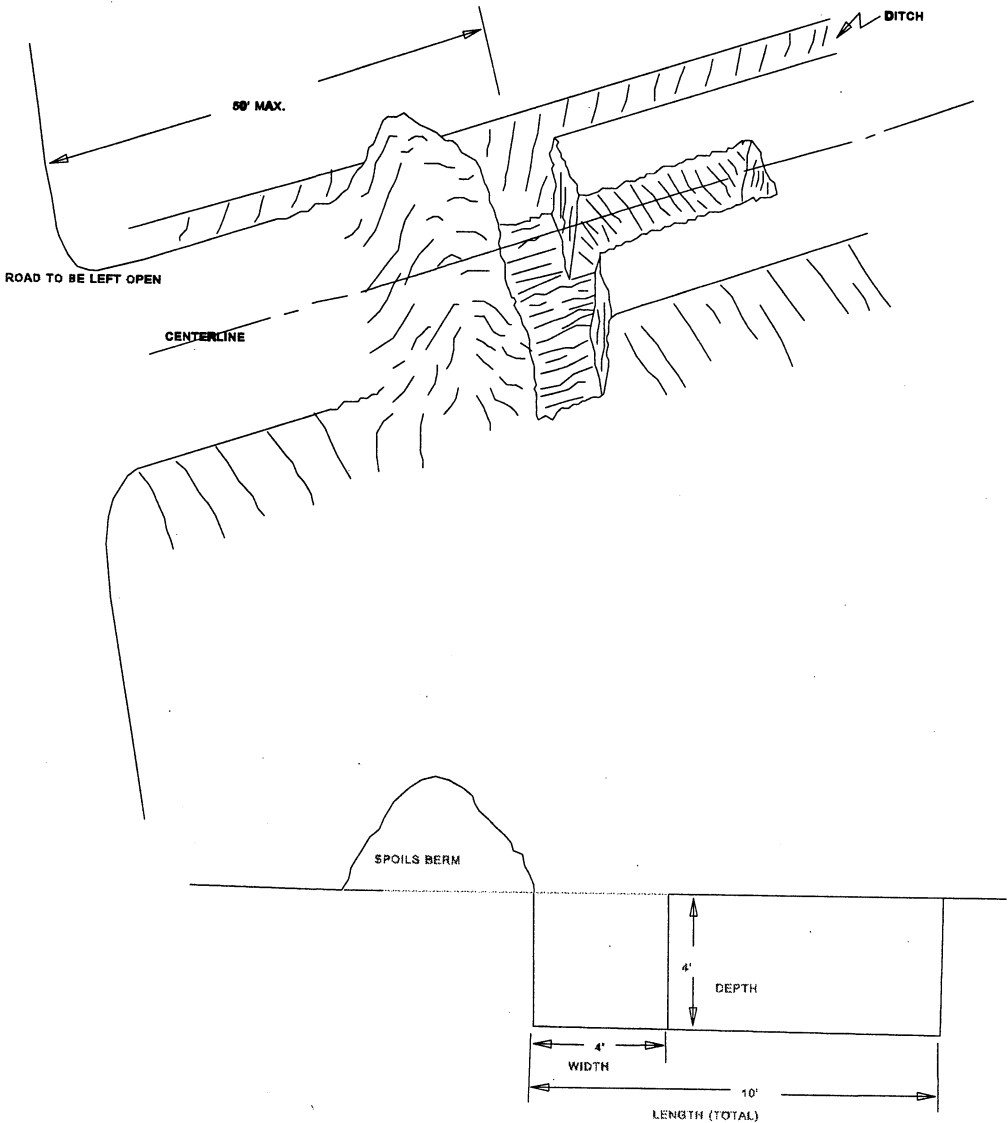 DITCH
50' MAX.
ROAD TO BE LEFT OPEN
CENTERLINE
SPOILS BERM
4'
DEPTH
4'
WIDTH
10'
LENGTH (TOTAL)